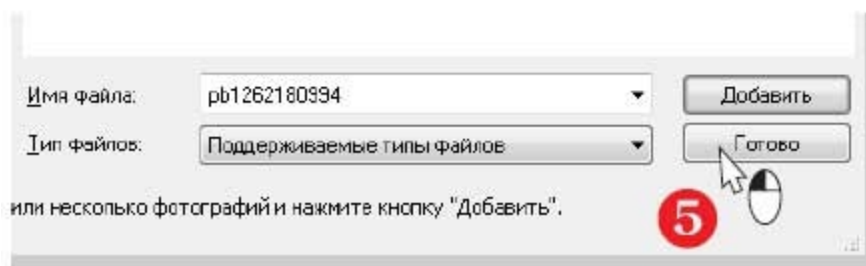 Имя файла: pb1262180994 Добавить
Тип файлов: Поддерживаемые типы файлов Готово
или несколько фотографий и нажмите кнопку "Добавить".
5